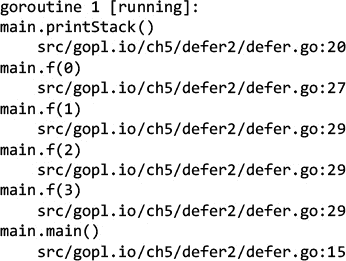 goroutine 1 [running]:
main.printStack()
    src/gopl.io/ch5/defer2/defer.go:20
main.f(0)
    src/gopl.io/ch5/defer2/defer.go:27
main.f(1)
    src/gopl.io/ch5/defer2/defer.go:29
main.f(2)
    src/gopl.io/ch5/defer2/defer.go:29
main.f(3)
    src/gopl.io/ch5/defer2/defer.go:29
main.main()
    src/gopl.io/ch5/defer2/defer.go:15